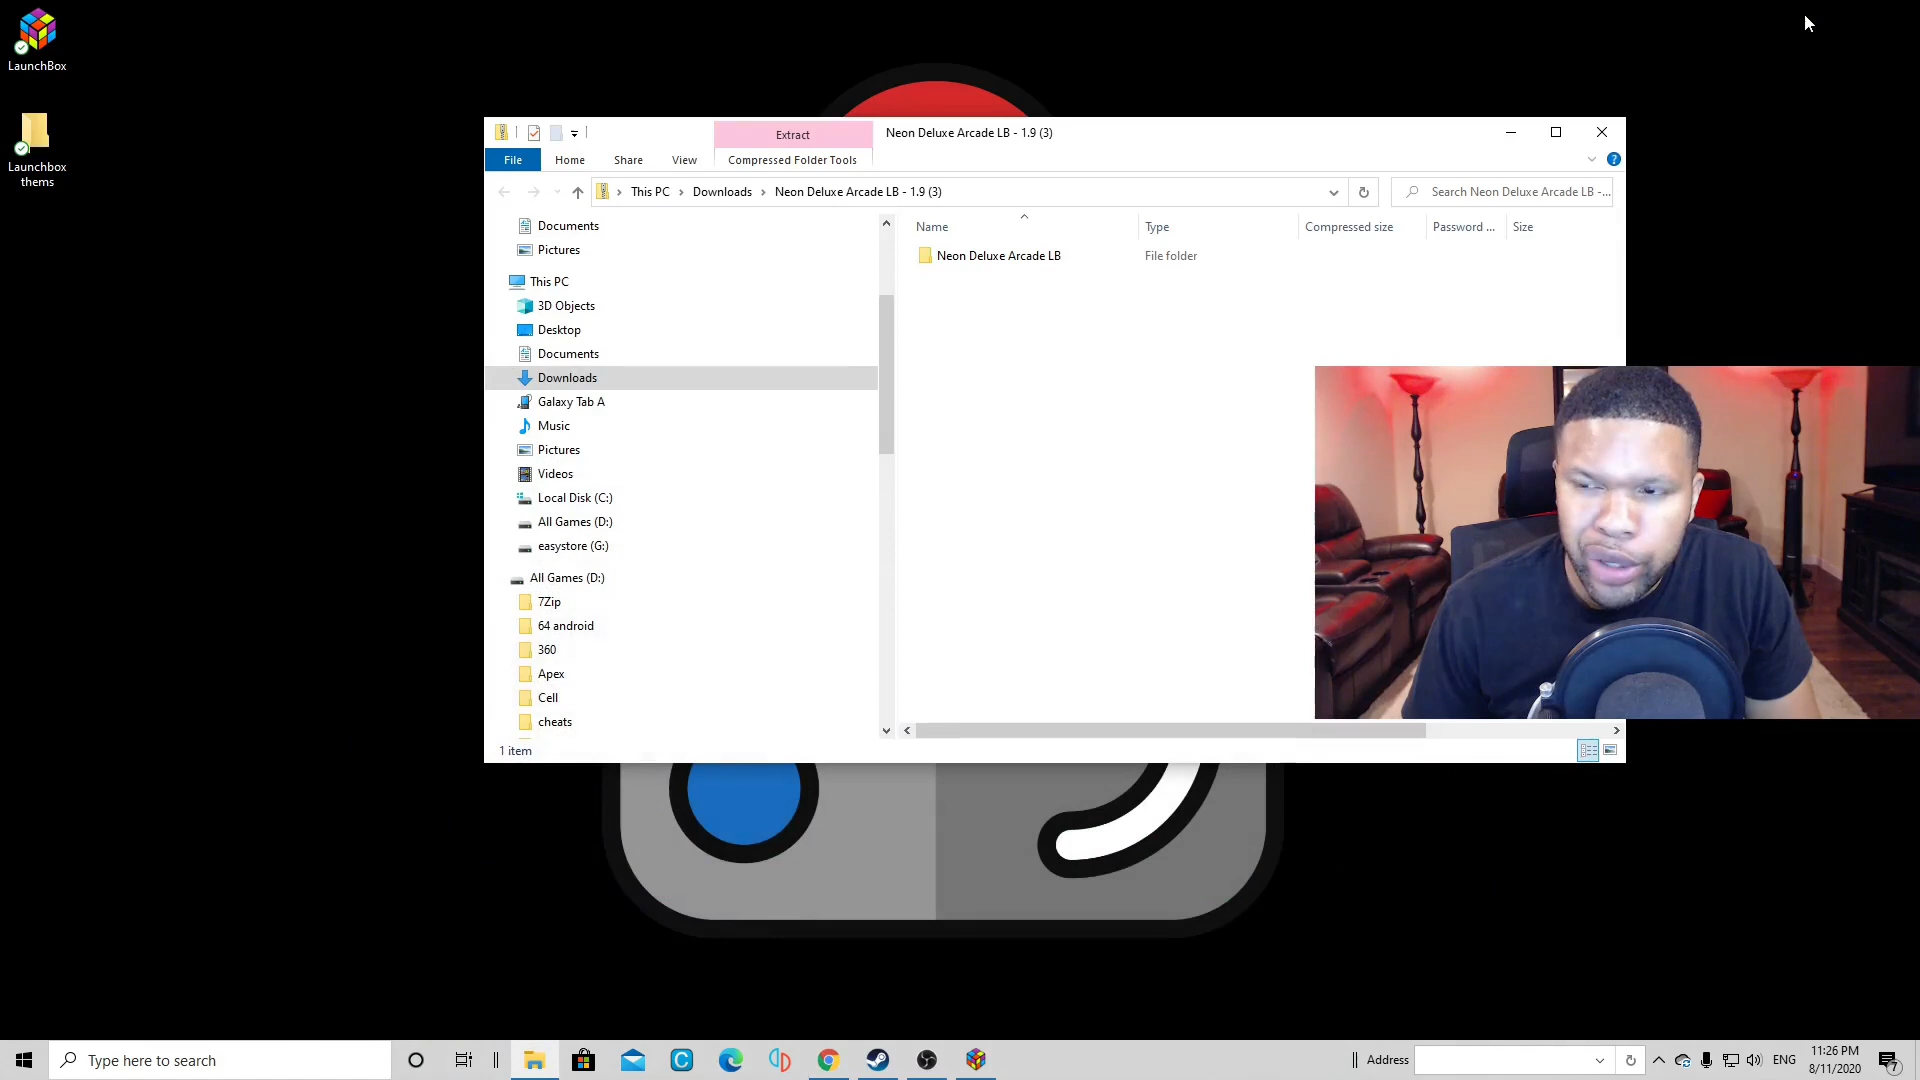 LaunchBox
Launchbox
thems
Extract
Neon Deluxe Arcade LB - 1.9 (3)
File
Home
Share
View
Compressed Folder Tools
This PC
Downloads
Neon Deluxe Arcade LB - 1.9 (3)
Search Neon Deluxe Arcade LB -...
Documents
Pictures
This PC
3D Objects
Desktop
Documents
Downloads
Galaxy Tab A
Music
Pictures
Videos
Local Disk (C:)
All Games (D:)
easystore (G:)
All Games (D:)
7Zip
64 android
360
Apex
Cell
cheats
Name
Type
Compressed size
Password ...
Size
Neon Deluxe Arcade LB
File folder
1 item
Type here to search
Address
ENG
11:26 PM
8/11/2020
7